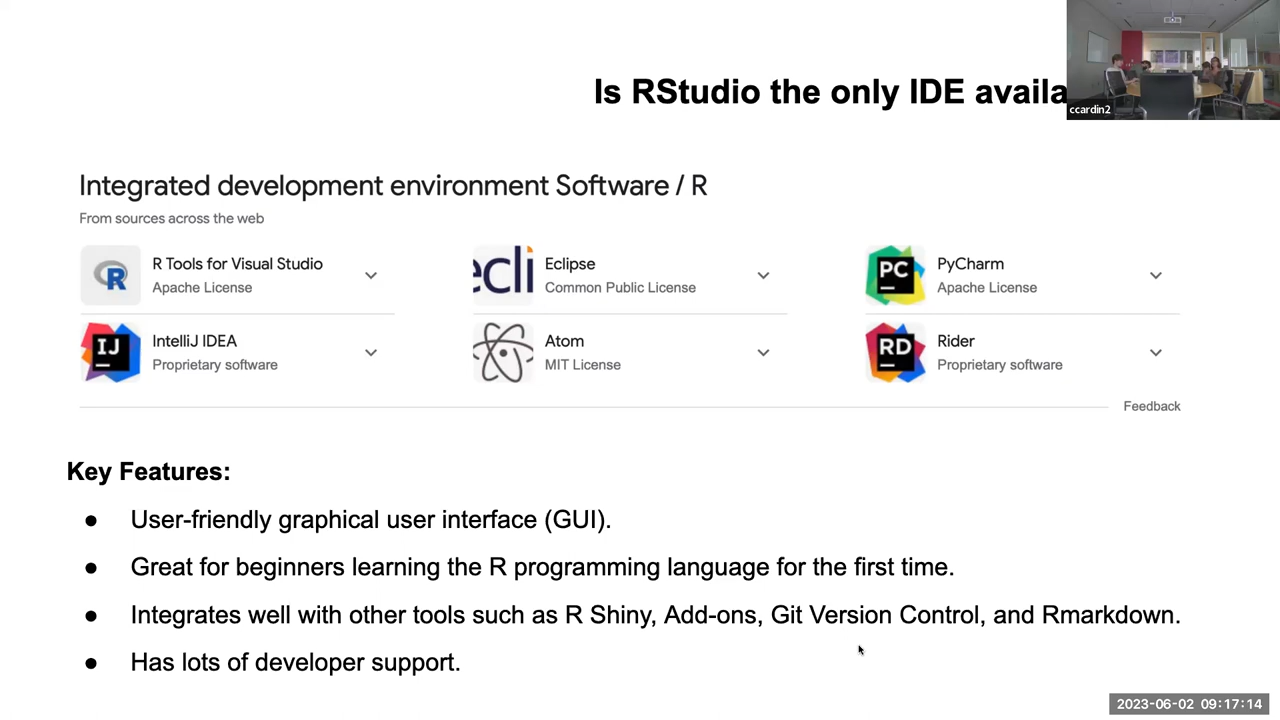 Is RStudio the only IDE availa
ccardin2
Integrated development environment Software / R
From sources across the web
R Tools for Visual Studio
Apache License
ecli
Eclipse
Common Public License
PC
PyCharm
Apache License
IJ
IntelliJ IDEA
Proprietary software
Atom
MIT License
RD
Rider
Proprietary software
Feedback
Key Features:
● User-friendly graphical user interface (GUI).
● Great for beginners learning the R programming language for the first time.
● Integrates well with other tools such as R Shiny, Add-ons, Git Version Control, and Rmarkdown.
● Has lots of developer support.
2023-06-02 09:17:14